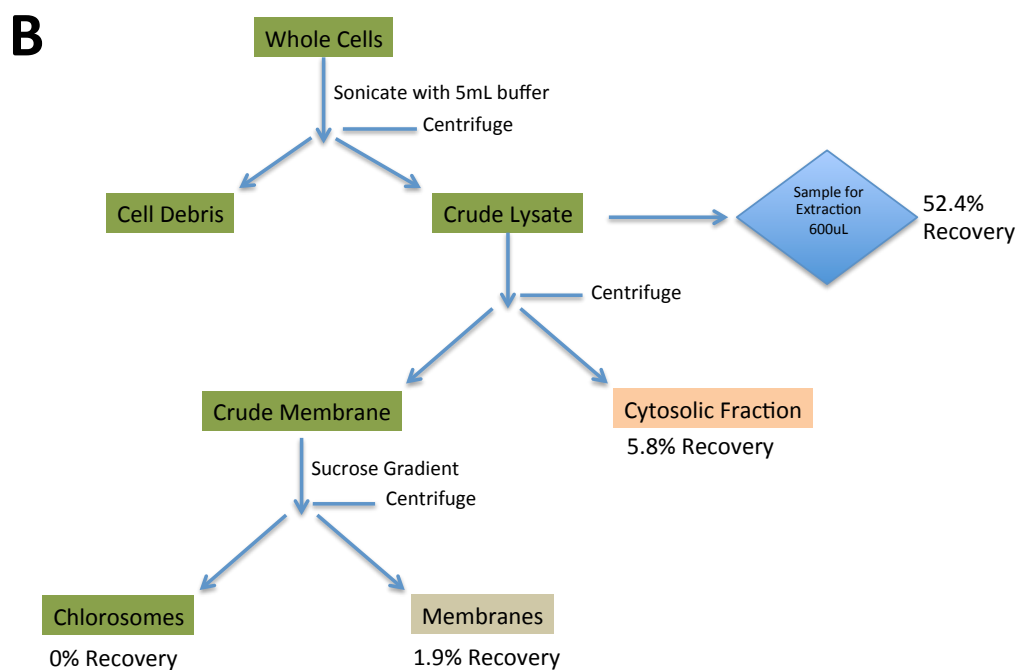 B
Whole Cells
Sonicate with 5mL buffer
Centrifuge
Cell Debris
Crude Lysate
Sample for
Extraction
600uL
52.4%
Recovery
Centrifuge
Crude Membrane
Cytosolic Fraction
5.8% Recovery
Sucrose Gradient
Centrifuge
Chlorosomes
Membranes
0% Recovery
1.9% Recovery